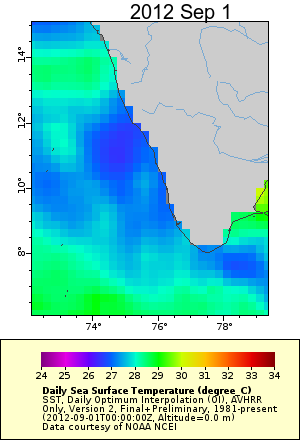 2012 Sep 1
14°
12°
10°
8°
74° 76° 78°
24 25 26 27 28 29 30 31 32 33 34
Daily Sea Surface Temperature (degree_C)
SST, Daily Optimum Interpolation (OI), AVHRR
Only, Version 2, Final+Preliminary, 1981-present
(2012-09-01T00:00:00Z, Altitude=0.0 m)
Data courtesy of NOAA NCEI